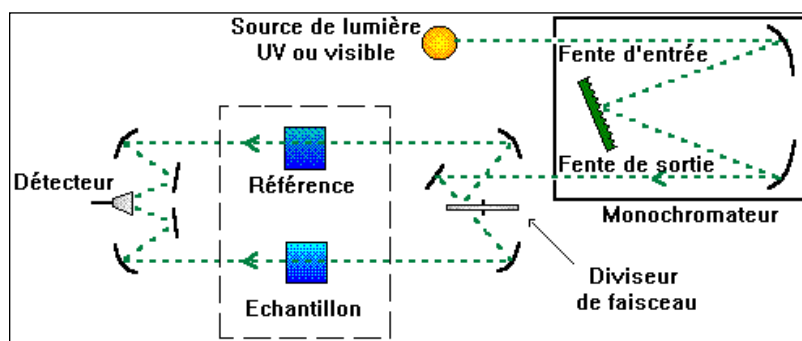 Source de lumière
UV ou visible
Fente d'entrée
Fente de sortie
Monochromateur
Détecteur
Référence
Echantillon
Diviseur
de faisceau